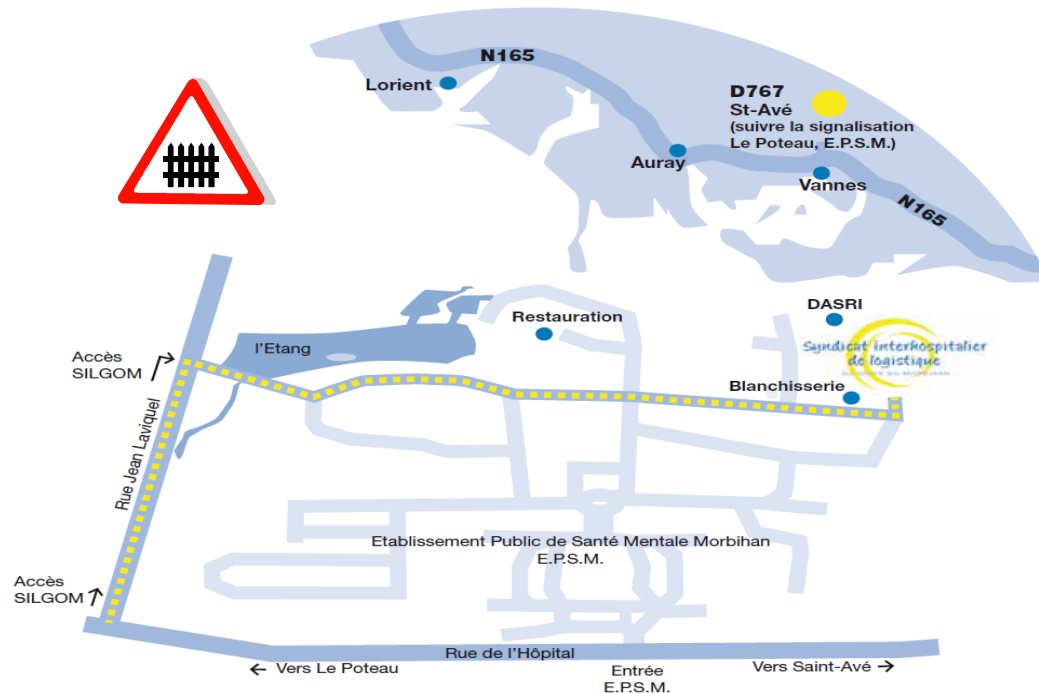 N165
Lorient
D767
St-Avé
(suivre la signalisation
Le Poteau, E.P.S.M.)
Auray
Vannes
N165
DASRI
Restauration
Syndicat interhospitalier
de logistique
l'Etang
Accès
SILGOM
Blanchisserie
Rue Jean Laviquel
Etablissement Public de Santé Mentale Morbihan
E.P.S.M.
Accès
SILGOM
Rue de l'Hôpital
← Vers Le Poteau
Entrée
E.P.S.M.
Vers Saint-Avé →